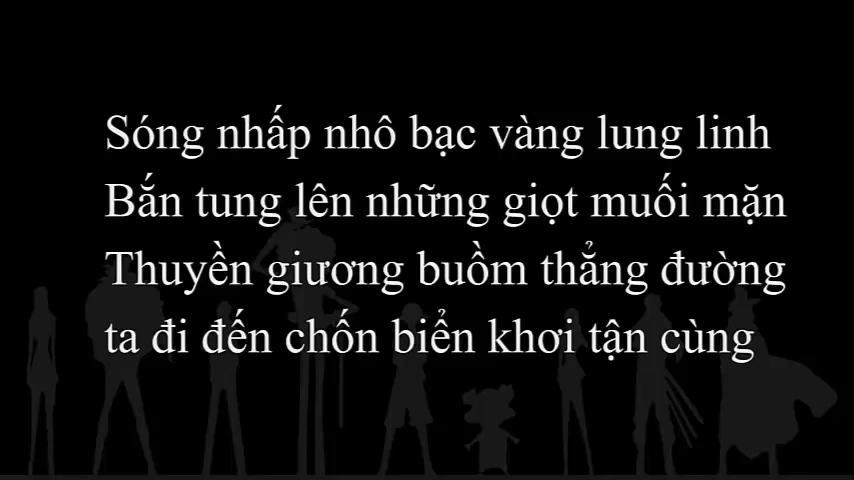 Sóng nhấp nhô bạc vàng lung linh
Bắn tung lên những giọt muối mặn
Thuyền giương buồm thẳng đường
ta đi đến chốn biển khơi tận cùng